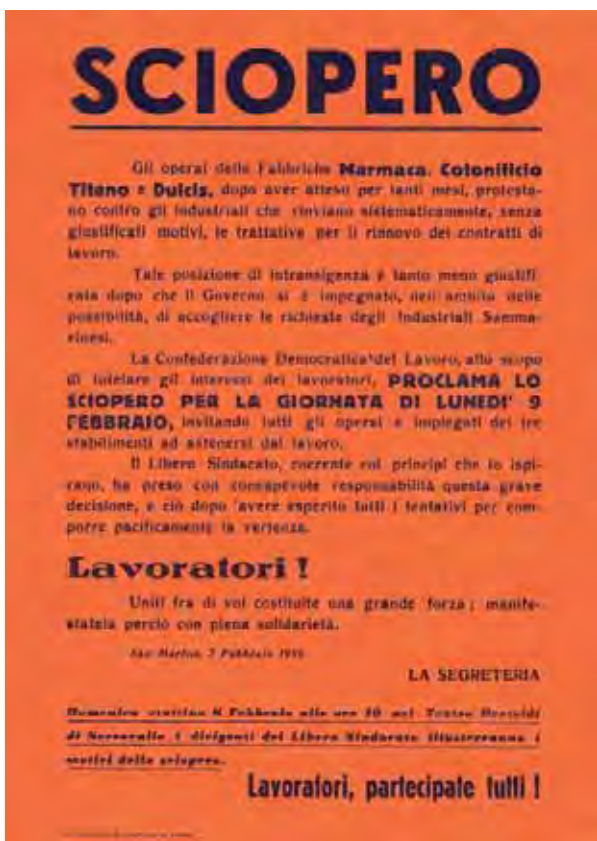 SCIOPERO
Gli operai delle Fabbriche Marmaca, Cotonificio
Titano e Dulcis, dopo aver atteso per tanti mesi, protesta-
no contro gli industriali che rinviano sistematicamente, senza
giustificati motivi, le trattative per il rinnovo dei contratti di
lavoro.
Tale posizione di intransigenza è tanto meno giustifi
cata dopo che il Governo si è impegnato, nell'ambito delle
possibilità, di accogliere le richieste degli Industriali Samma-
rinesi.
La Confederazione Democratica del Lavoro, allo scopo
di tutelare gli interessi dei lavoratori, PROCLAMA LO
SCIOPERO PER LA GIORNATA DI LUNEDI' 9
FEBBRAIO, invitando tutti gli operai e impiegati dei tre
stabilimenti ad astenersi dal lavoro.
Il Libero Sindacato, coerente coi principi che lo ispi-
rano, ha preso con consapevole responsabilità questa grave
decisione, e ciò dopo avere esperito tutti i tentativi per com-
porre pacificamente la vertenza.
Lavoratori !
Uniti fra di voi costituite una grande forza ; manife-
statela perciò con piena solidarietà.
San Marino, 7 Febbraio
LA SEGRETERIA
Domenica mattina 8 Febbraio alle ore 10 nel Teatro
di Serravalle i dirigenti del Libero Sindacato illustreranno i
motivi dello sciopero.
Lavoratori, partecipate tutti !